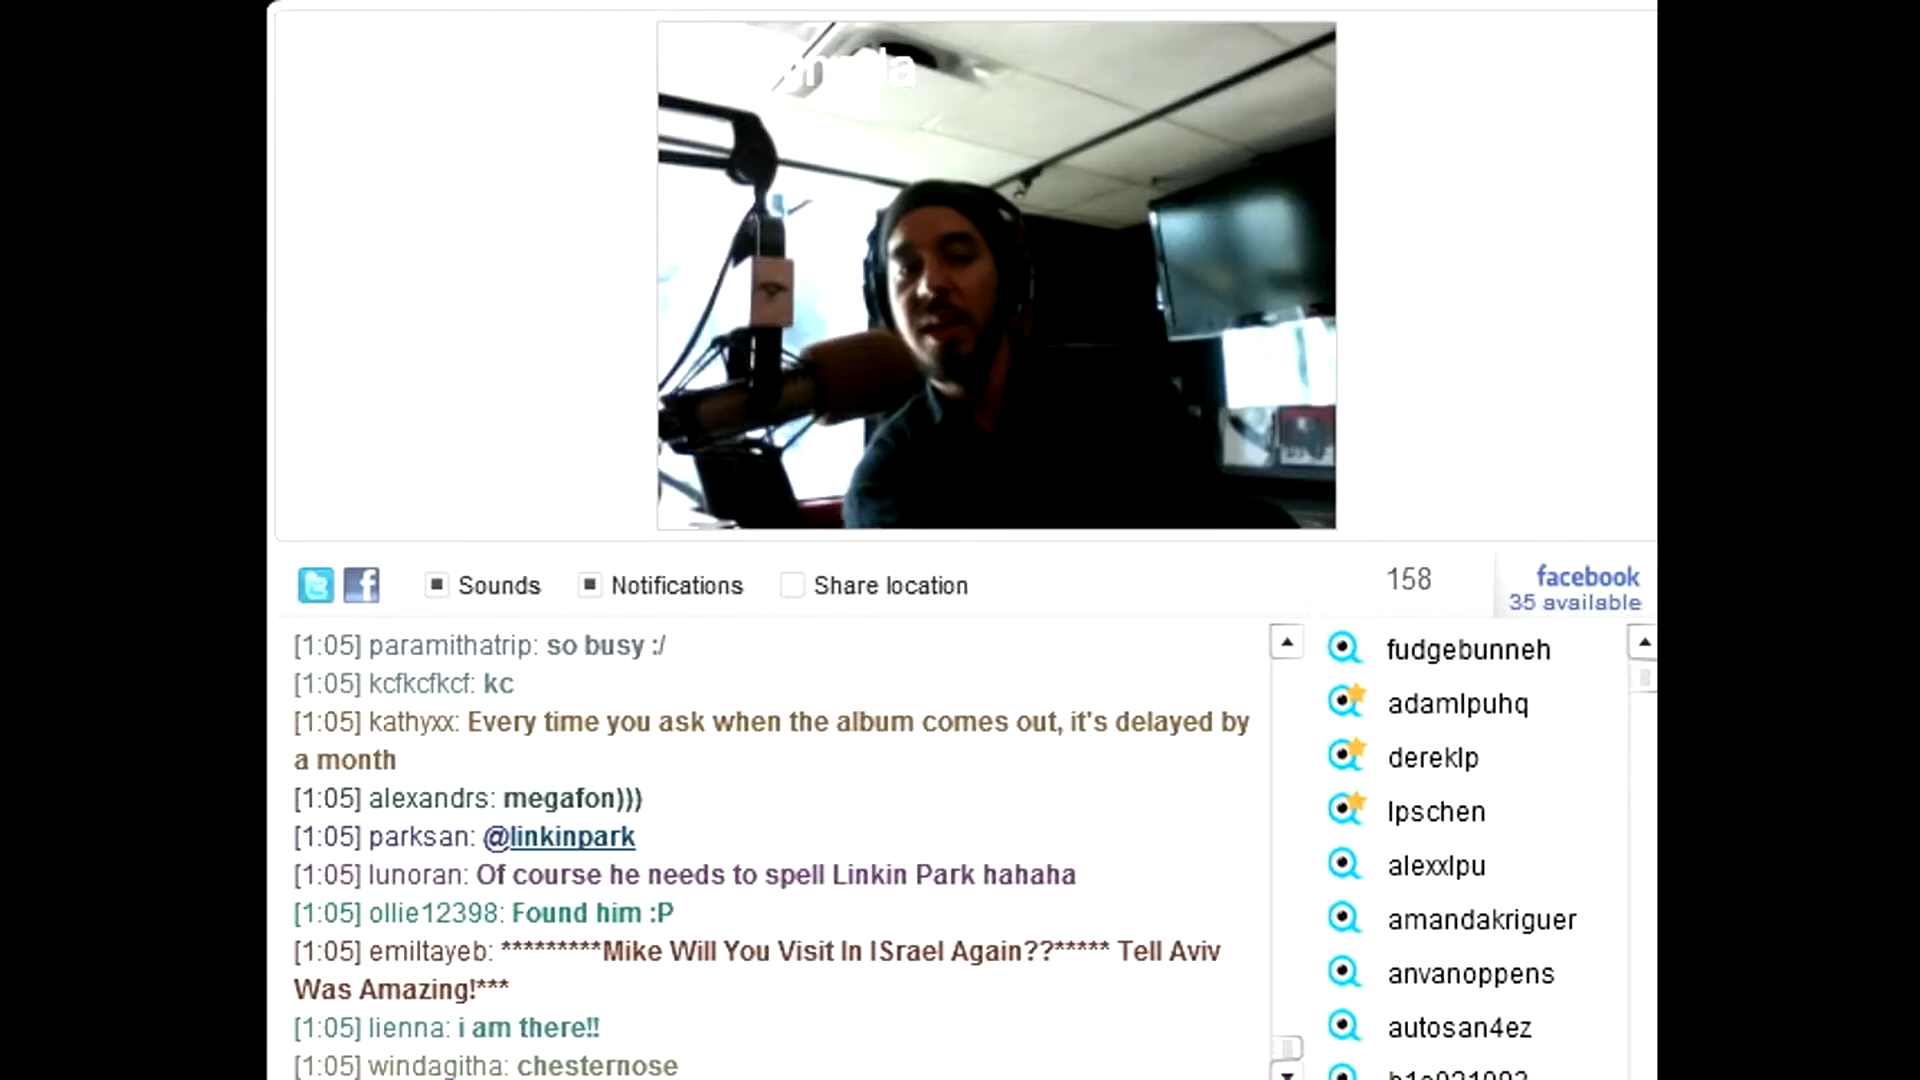 Sounds
Notifications
Share location
158
facebook
35 available
[1:05] paramithatrip: so busy :/
[1:05] kcfkcfkcf: kc
[1:05] kathyxx: Every time you ask when the album comes out, it's delayed by
a month
[1:05] alexandrs: megafon)))
[1:05] parksan: @linkinpark
[1:05] lunoran: Of course he needs to spell Linkin Park hahaha
[1:05] ollie12398: Found him :P
[1:05] emiltayeb: *********Mike Will You Visit In ISrael Again??***** Tell Aviv
Was Amazing!***
[1:05] lienna: i am there!!
[1:05] windagitha: chesternose
fudgebunneh
adamlpuhq
dereklp
lpschen
alexxlpu
amandakriguer
anvanoppens
autosan4ez